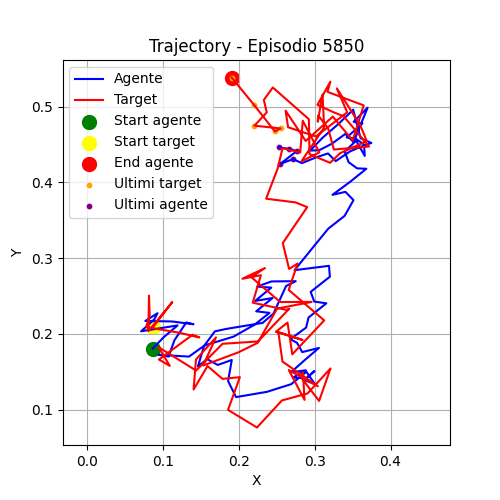 Trajectory - Episodio 5850
Agente
Target
Start agente
Start target
End agente
Ultimi target
Ultimi agente
Y
0.5
0.4
0.3
0.2
0.1
0.0 0.1 0.2 0.3 0.4
X